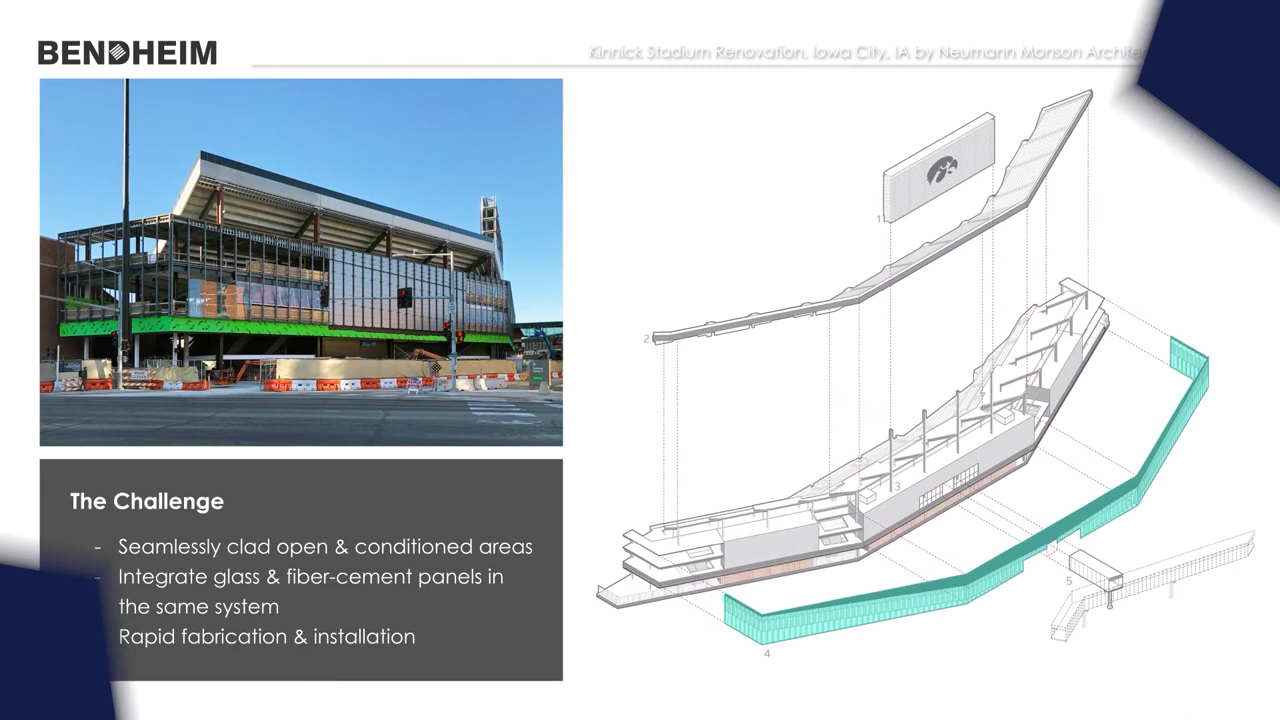 BENDHEIM
Kinnick Stadium Renovation, Iowa City, IA by Neumann Monson
1
2
3
4
5
The Challenge
- Seamlessly clad open & conditioned areas
- Integrate glass & fiber-cement panels in
the same system
Rapid fabrication & installation